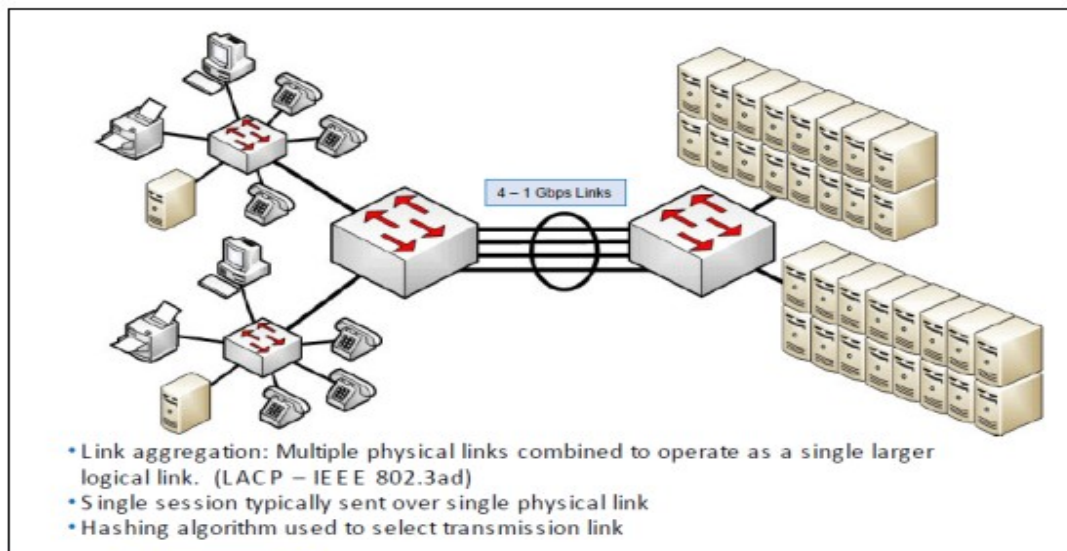 4 – 1 Gbps Links
• Link aggregation: Multiple physical links combined to operate as a single larger
logical link. (LACP – IEEE 802.3ad)
• Single session typically sent over single physical link
• Hashing algorithm used to select transmission link